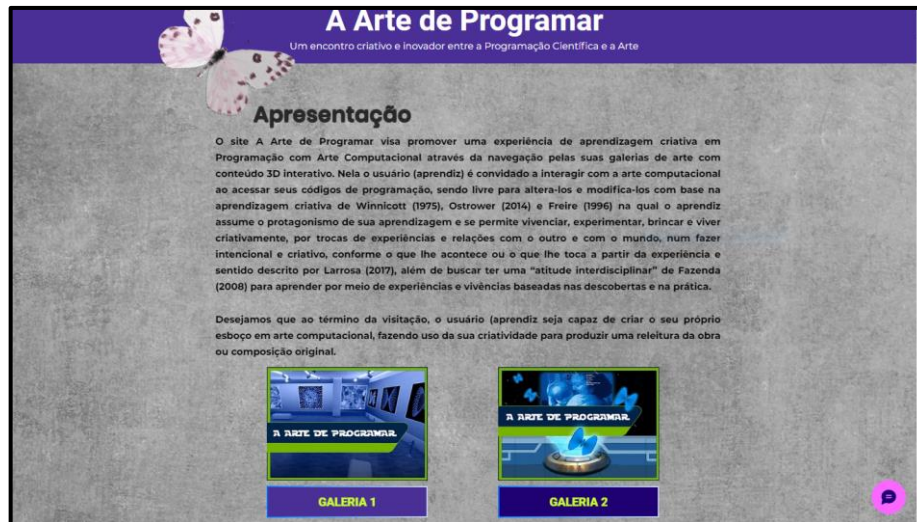 A Arte de Programar
Um encontro criativo e inovador entre a Programação Científica e a Arte
Apresentação
O site A Arte de Programar visa promover uma experiência de aprendizagem criativa em
Programação com Arte Computacional através da navegação pelas suas galerias de arte com
conteúdo 3D interativo. Nela o usuário (aprendiz) é convidado a interagir com a arte computacional
ao acessar seus códigos de programação, sendo livre para altera-los e modifica-los com base na
aprendizagem criativa de Winnicott (1975), Ostrower (2014) e Freire (1996) na qual o aprendiz
assume o protagonismo de sua aprendizagem e se permite vivenciar, experimentar, brincar e viver
criativamente, por trocas de experiências e relações com o outro e com o mundo, num fazer
intencional e criativo, conforme o que lhe acontece ou o que lhe toca a partir da experiência e
sentido descrito por Larrosa (2017), além de buscar ter uma “atitude interdisciplinar” de Fazenda
(2008) para aprender por meio de experiências e vivências baseadas nas descobertas e na prática.
Desejamos que ao término da visitação, o usuário (aprendiz seja capaz de criar o seu próprio
esboço em arte computacional, fazendo uso da sua criatividade para produzir uma releitura da obra
ou composição original.
A ARTE DE PROGRAMAR
A ARTE DE PROGRAMAR
GALERIA 1
GALERIA 2